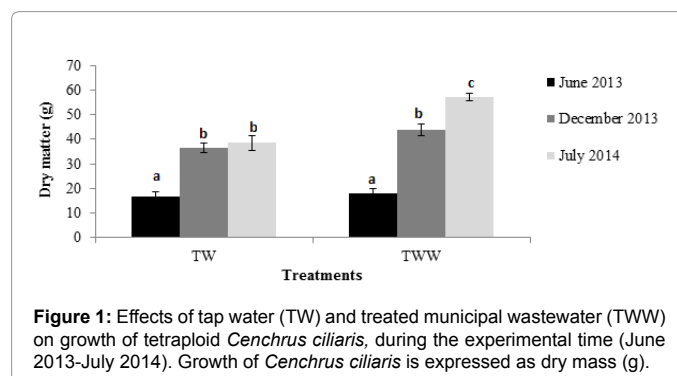 70
60
50
40
30
20
10
0
Dry matter (g)
a
b
b
a
b
c
TW
TWW
Treatments
June 2013
December 2013
July 2014
Figure 1: Effects of tap water (TW) and treated municipal wastewater (TWW)
on growth of tetraploid Cenchrus ciliaris, during the experimental time (June
2013-July 2014). Growth of Cenchrus ciliaris is expressed as dry mass (g).